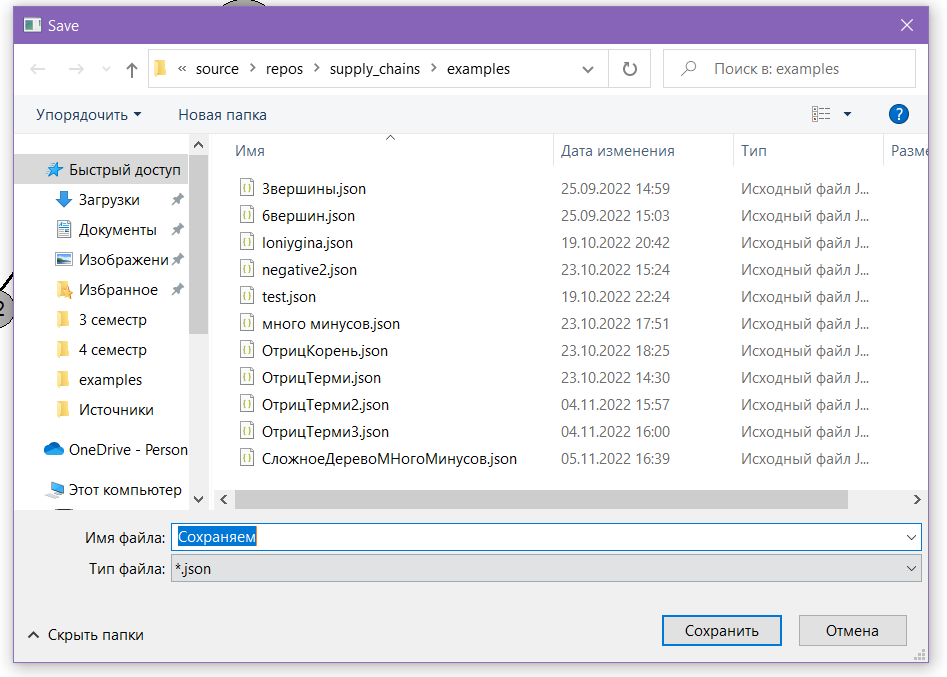 Save
« source > repos > supply_chains > examples
Поиск в: examples
Упорядочить
Новая папка
?
Имя
Дата изменения
Тип
Разме
Быстрый доступ
Загрузки
Документы
Изображени
Избранное
3 семестр
4 семестр
examples
Источники
OneDrive - Person
Этот компьютер
3вершины.json 25.09.2022 14:59 Исходный файл J...
6вершин.json 25.09.2022 15:03 Исходный файл J...
Ioniygina.json 19.10.2022 20:42 Исходный файл J...
negative2.json 23.10.2022 15:24 Исходный файл J...
test.json 19.10.2022 22:24 Исходный файл J...
много минусов.json 23.10.2022 17:51 Исходный файл J...
ОтрицКорень.json 23.10.2022 18:25 Исходный файл J...
ОтрицТерми.json 23.10.2022 14:30 Исходный файл J...
ОтрицТерми2.json 04.11.2022 15:57 Исходный файл J...
ОтрицТерми3.json 04.11.2022 16:00 Исходный файл J...
СложноеДеревоМНогоМинусов.json 05.11.2022 16:39 Исходный файл J...
2
Имя файла: Сохраняем
Тип файла: *.json
Скрыть папки
Сохранить
Отмена